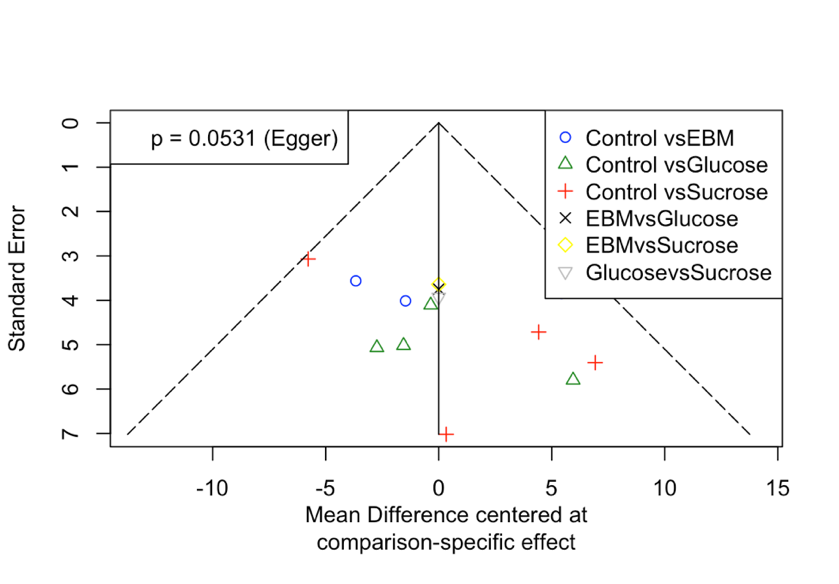 p = 0.0531 (Egger)
Control vsEBM
Control vsGlucose
Control vsSucrose
EBMvsGlucose
EBMvsSucrose
GlucosevsSucrose
Standard Error
0
1
2
3
4
5
6
7
-10
-5
0
5
10
15
Mean Difference centered at
comparison-specific effect